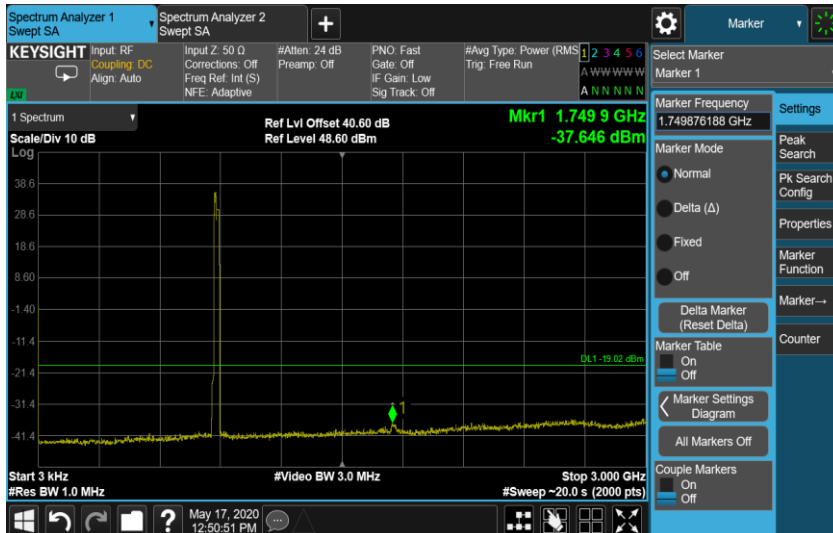 Spectrum Analyzer 1
Swept SA
Spectrum Analyzer 2
Swept SA
Marker
KEYSIGHT
Input: RF
Coupling: DC
Align: Auto
Input Z: 50 Ω
Corrections: Off
Freq Ref: Int (S)
NFE: Adaptive
#Atten: 24 dB
Preamp: Off
PNO: Fast
Gate: Off
IF Gain: Low
Sig Track: Off
#Avg Type: Power (RMS
Trig: Free Run
1 2 3 4 5 6
A W W W W W
A N N N N N
LXI
Select Marker
Marker 1
1 Spectrum
Scale/Div 10 dB
Ref Lvl Offset 40.60 dB
Ref Level 48.60 dBm
Mkr1 1.749 9 GHz
-37.646 dBm
Log
38.6
28.6
18.6
8.60
-1.40
-11.4
-21.4
-31.4
-41.4
DL1 -19.02 dBm
1
Start 3 kHz
#Res BW 1.0 MHz
#Video BW 3.0 MHz
Stop 3.000 GHz
#Sweep ~20.0 s (2000 pts)
Marker Frequency
1.749876188 GHz
Marker Mode
Normal
Delta (Δ)
Fixed
Off
Delta Marker
(Reset Delta)
Marker Table
On
Off
Marker Settings
Diagram
All Markers Off
Couple Markers
On
Off
Settings
Peak
Search
Pk Search
Config
Properties
Marker
Function
Marker→
Counter
?
May 17, 2020
12:50:51 PM